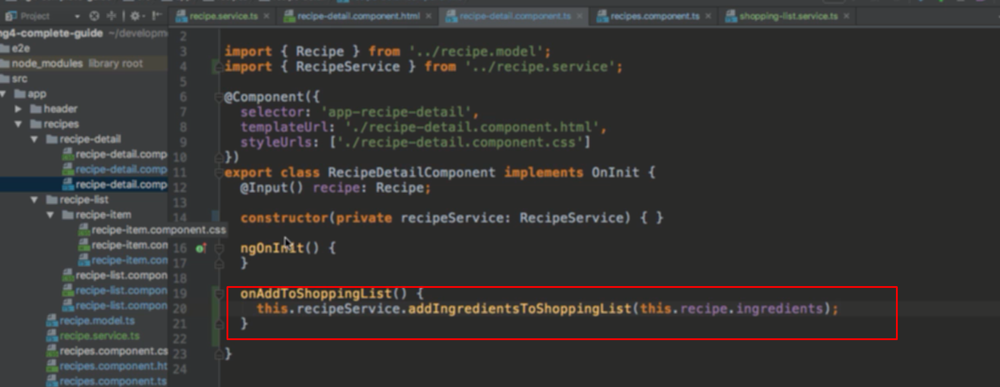 Project
recipe.service.ts
recipe-detail.component.html
recipe-detail.component.ts
recipes.component.ts
shopping-list.service.ts
ng4-complete-guide ~/developm
e2e
node_modules library root
src
app
header
recipes
recipe-detail
recipe-detail.comp
recipe-detail.comp
recipe-detail.comp
recipe-list
recipe-item
recipe-item.component.css
recipe-item.com
recipe-item.com
recipe-list.compon
recipe-list.compon
recipe-list.compon
recipe.model.ts
recipe.service.ts
recipes.component.cs
recipes.component.ht
recipes.component.ts
2
3 import { Recipe } from '../recipe.model';
4 import { RecipeService } from '../recipe.service';
5
6 @Component({
7 selector: 'app-recipe-detail',
8 templateUrl: './recipe-detail.component.html',
9 styleUrls: ['./recipe-detail.component.css']
10 })
11 export class RecipeDetailComponent implements OnInit {
12 @Input() recipe: Recipe;
13
14 constructor(private recipeService: RecipeService) { }
16 ngOnInit() {
17 }
18
19 onAddToShoppingList() {
20 this.recipeService.addIngredientsToShoppingList(this.recipe.ingredients);
21 }
22
23 }
24